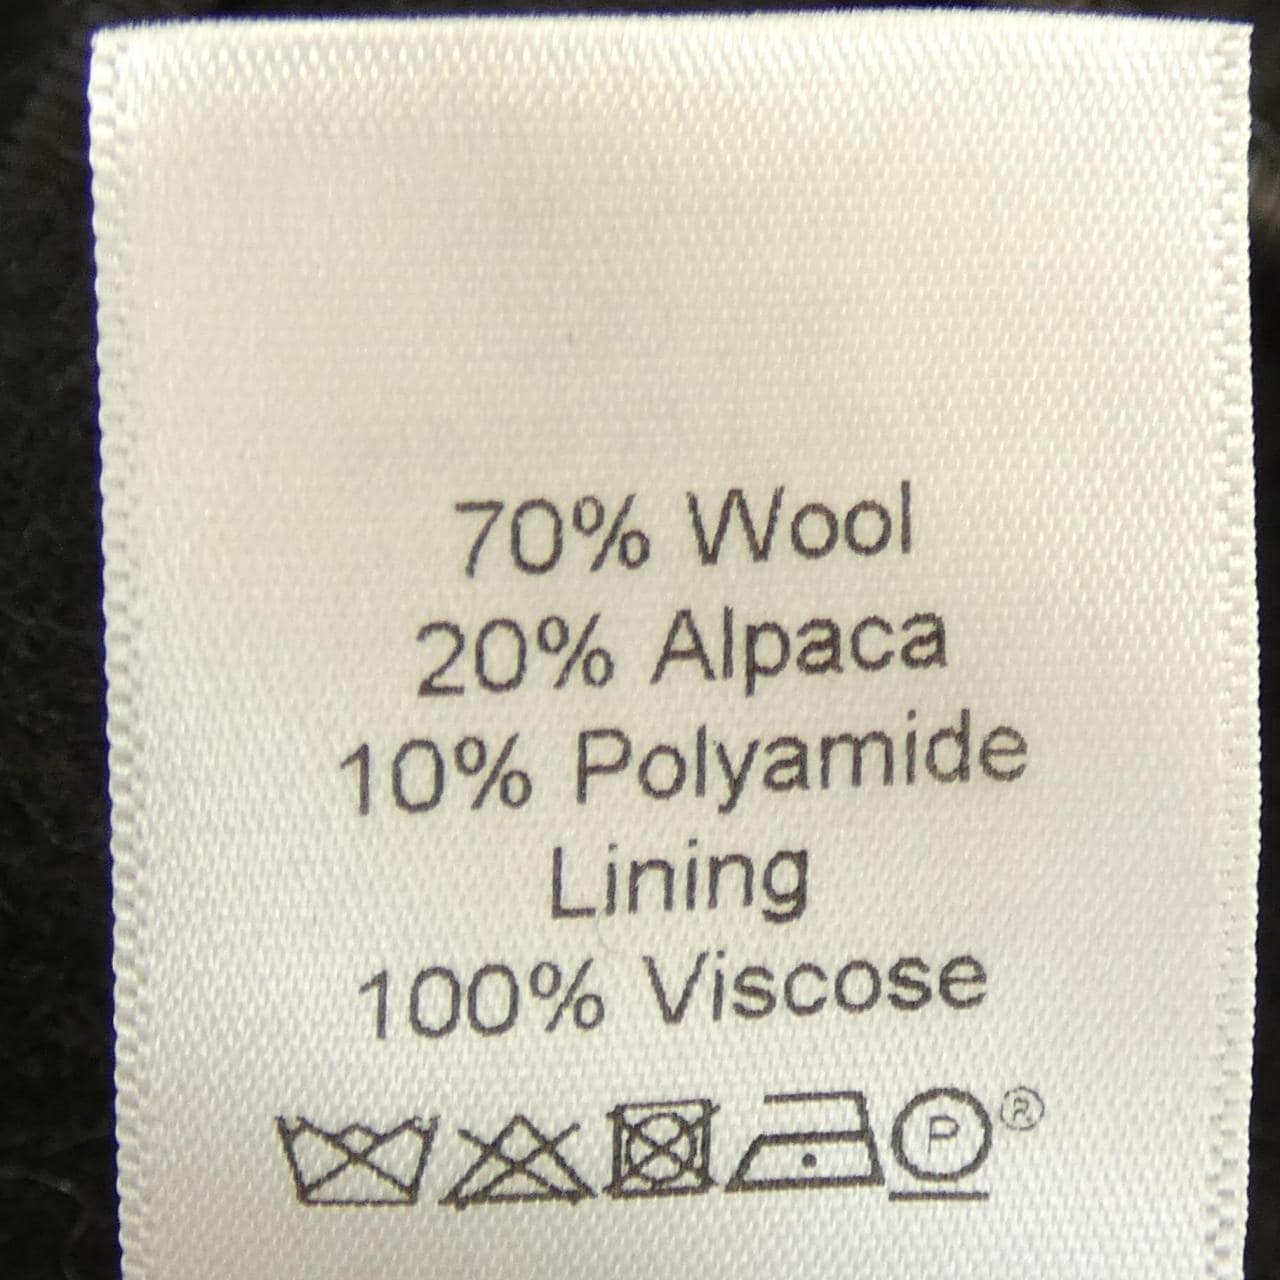 70% Wool
20% Alpaca
10% Polyamide
Lining
100% Viscose
P ®